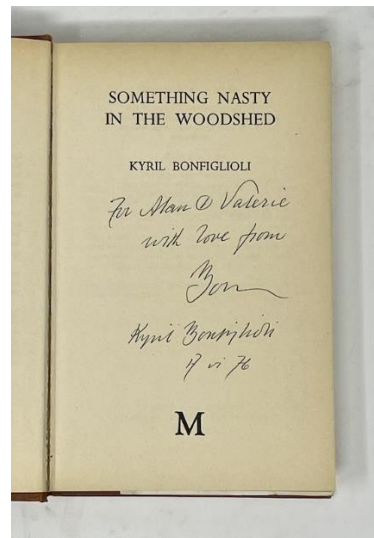 SOMETHING NASTY
IN THE WOODSHED
KYRIL BONFIGLIOLI
For Alan & Valerie
with love from
Bon
Kyril Bonfiglioli
17 vi 76
M